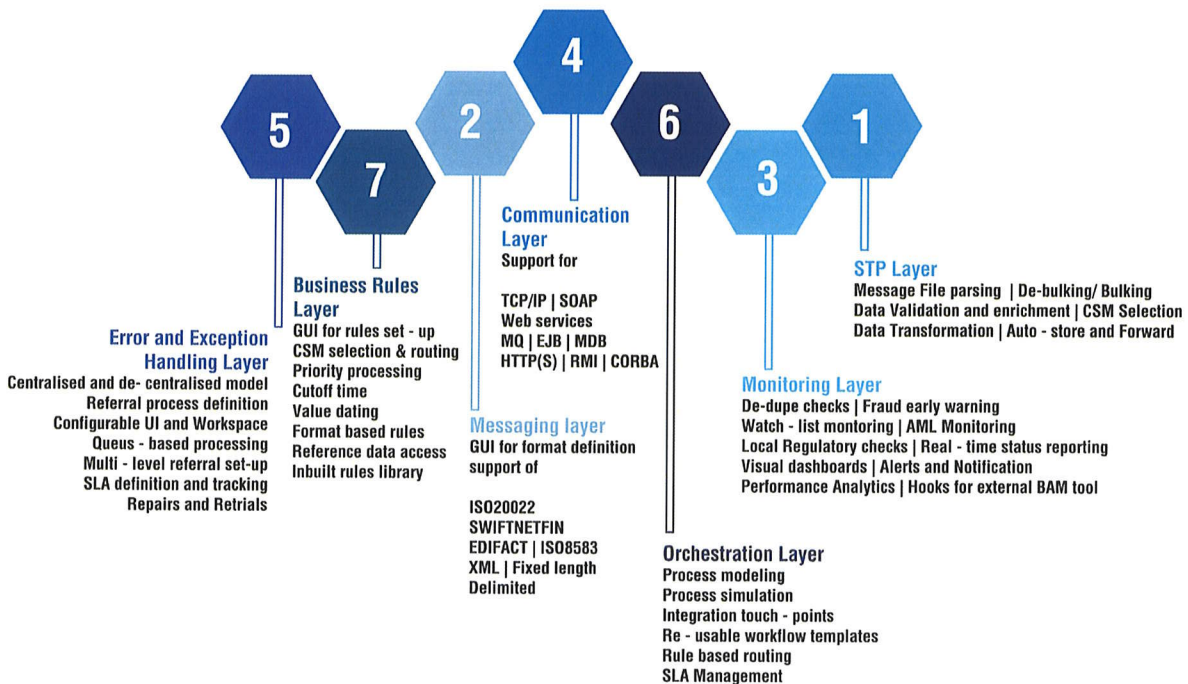 4
5
2
6
1
7
3
Error and Exception
Handling Layer
Centralised and de- centralised model
Referral process definition
Configurable UI and Workspace
Queus - based processing
Multi - level referral set-up
SLA definition and tracking
Repairs and Retrials
Business Rules
Layer
GUI for rules set - up
CSM selection & routing
Priority processing
Cutoff time
Value dating
Format based rules
Reference data access
Inbuilt rules library
Messaging layer
GUI for format definition
support of
ISO20022
SWIFTNETFIN
EDIFACT | ISO8583
XML | Fixed length
Delimited
Communication
Layer
Support for
TCP/IP | SOAP
Web services
MQ | EJB | MDB
HTTP(S) | RMI | CORBA
Orchestration Layer
Process modeling
Process simulation
Integration touch - points
Re - usable workflow templates
Rule based routing
SLA Management
Monitoring Layer
De-dupe checks | Fraud early warning
Watch - list montoring | AML Monitoring
Local Regulatory checks | Real - time status reporting
Visual dashboards | Alerts and Notification
Performance Analytics | Hooks for external BAM tool
STP Layer
Message File parsing | De-bulking/ Bulking
Data Validation and enrichment | CSM Selection
Data Transformation | Auto - store and Forward